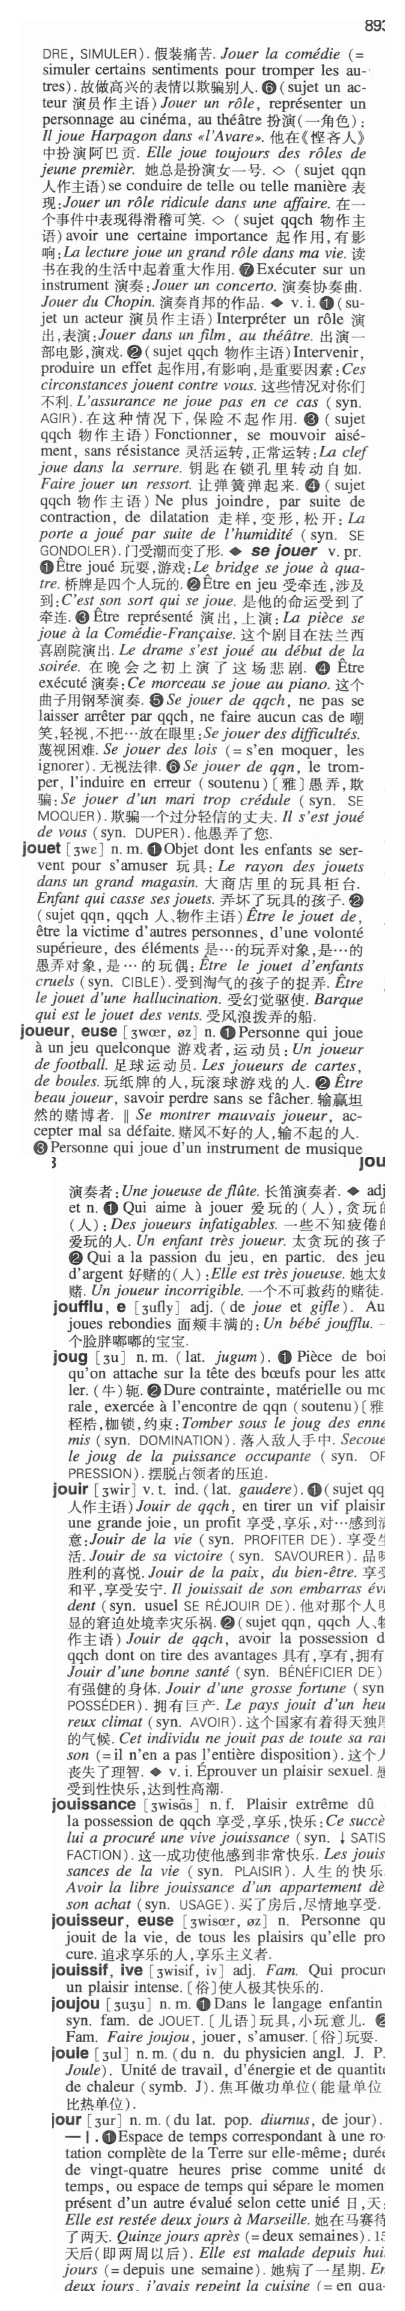 893
DRE, SIMULER). 假装痛苦. Jouer la comédie (=
simuler certains sentiments pour tromper les au-
tres). 故做高兴的表情以欺骗别人. ❻ (sujet un ac-
teur 演员作主语) Jouer un rôle, représenter un
personnage au cinéma, au théâtre 扮演(一角色):
Il joue Harpagon dans «l'Avare». 他在《悭吝人》
中扮演阿巴贡. Elle joue toujours des rôles de
jeune premièr. 她总是扮演女一号. ◇ (sujet qqn
人作主语) se conduire de telle ou telle manière 表
现: Jouer un rôle ridicule dans une affaire. 在一
个事件中表现得滑稽可笑. ◇ (sujet qqch 物作主
语) avoir une certaine importance 起作用,有影
响: La lecture joue un grand rôle dans ma vie. 读
书在我的生活中起着重大作用. ❼ Exécuter sur un
instrument 演奏: Jouer un concerto. 演奏协奏曲.
Jouer du Chopin. 演奏肖邦的作品. ◆ v. i. ❶ (su-
jet un acteur 演员作主语) Interpréter un rôle 演
出,表演: Jouer dans un film, au théâtre. 出演一
部电影,演戏. ❷ (sujet qqch 物作主语) Intervenir,
produire un effet 起作用,有影响,是重要因素: Ces
circonstances jouent contre vous. 这些情况对你们
不利. L'assurance ne joue pas en ce cas (syn.
AGIR). 在这种情况下,保险不起作用. ❸ (sujet
qqch 物作主语) Fonctionner, se mouvoir aisé-
ment, sans résistance 灵活运转,正常运转: La clef
joue dans la serrure. 钥匙在锁孔里转动自如.
Faire jouer un ressort. 让弹簧弹起来. ❹ (sujet
qqch 物作主语) Ne plus joindre, par suite de
contraction, de dilatation 走样,变形,松开: La
porte a joué par suite de l'humidité (syn. SE
GONDOLER). 门受潮而变了形. ◆ se jouer v. pr.
❶ Être joué 玩耍,游戏: Le bridge se joue à qua-
tre. 桥牌是四个人玩的. ❷ Être en jeu 受牵连,涉及
到: C'est son sort qui se joue. 是他的命运受到了
牵连. ❸ Être représenté 演出,上演: La pièce se
joue à la Comédie-Française. 这个剧目在法兰西
喜剧院演出. Le drame s'est joué au début de la
soirée. 在晚会之初上演了这场悲剧. ❹ Être
exécuté 演奏: Ce morceau se joue au piano. 这个
曲子用钢琴演奏. ❺ Se jouer de qqch, ne pas se
laisser arrêter par qqch, ne faire aucun cas de 嘲
笑,轻视,不把…放在眼里: Se jouer des difficultés.
蔑视困难. Se jouer des lois (= s'en moquer, les
ignorer). 无视法律. ❻ Se jouer de qqn, le trom-
per, l'induire en erreur (soutenu) [雅] 愚弄,欺
骗: Se jouer d'un mari trop crédule (syn. SE
MOQUER). 欺骗一个过分轻信的丈夫. Il s'est joué
de vous (syn. DUPER). 他愚弄了您.
jouet [ʒwɛ] n. m. ❶ Objet dont les enfants se ser-
vent pour s'amuser 玩具: Le rayon des jouets
dans un grand magasin. 大商店里的玩具柜台.
Enfant qui casse ses jouets. 弄坏了玩具的孩子. ❷
(sujet qqn, qqch 人、物作主语) Être le jouet de,
être la victime d'autres personnes, d'une volonté
supérieure, des éléments 是…的玩弄对象,是…的
愚弄对象, 是…的玩偶: Être le jouet d'enfants
cruels (syn. CIBLE). 受到淘气的孩子的捉弄. Être
le jouet d'une hallucination. 受幻觉驱使. Barque
qui est le jouet des vents. 受风浪拨弄的船.
joueur, euse [ʒwœr, øz] n. ❶ Personne qui joue
à un jeu quelconque 游戏者,运动员: Un joueur
de football. 足球运动员. Les joueurs de cartes,
de boules. 玩纸牌的人,玩滚球游戏的人. ❷ Être
beau joueur, savoir perdre sans se fâcher. 输赢坦
然的赌博者. ‖ Se montrer mauvais joueur, ac-
cepter mal sa défaite. 赌风不好的人,输不起的人.
❸ Personne qui joue d'un instrument de musique
3 jou
演奏者: Une joueuse de flûte. 长笛演奏者. ◆ adj
et n. ❶ Qui aime à jouer 爱玩的(人),贪玩的
(人): Des joueurs infatigables. 一些不知疲倦的
爱玩的人. Un enfant très joueur. 太贪玩的孩子
❷ Qui a la passion du jeu, en partic. des jeu
d'argent 好赌的(人): Elle est très joueuse. 她太好
赌. Un joueur incorrigible. 一个不可救药的赌徒.
joufflu, e [ʒufly] adj. (de joue et gifle). Au
joues rebondies 面颊丰满的: Un bébé joufflu. 一
个脸胖嘟嘟的宝宝.
joug [ʒu] n. m. (lat. jugum). ❶ Pièce de boi
qu'on attache sur la tête des bœufs pour les atte
ler. (牛)轭. ❷ Dure contrainte, matérielle ou mo
rale, exercée à l'encontre de qqn (soutenu) [雅
桎梏,枷锁,约束: Tomber sous le joug des enne
mis (syn. DOMINATION). 落入敌人手中. Secoue
le joug de la puissance occupante (syn. OP
PRESSION). 摆脱占领者的压迫.
jouir [ʒwir] v. t. ind. (lat. gaudere). ❶ (sujet qq
人作主语) Jouir de qqch, en tirer un vif plaisir
une grande joie, un profit 享受,享乐,对…感到满
意: Jouir de la vie (syn. PROFITER DE). 享受生
活. Jouir de sa victoire (syn. SAVOURER). 品味
胜利的喜悦. Jouir de la paix, du bien-être. 享受
和平,享受安宁. Il jouissait de son embarras évi
dent (syn. usuel SE RÉJOUIR DE). 他对那个人明
显的窘迫处境幸灾乐祸. ❷ (sujet qqn, qqch 人、物
作主语) Jouir de qqch, avoir la possession d
qqch dont on tire des avantages 具有,享有,拥有
Jouir d'une bonne santé (syn. BÉNÉFICIER DE)
有强健的身体. Jouir d'une grosse fortune (syn
POSSÉDER). 拥有巨产. Le pays jouit d'un heu
reux climat (syn. AVOIR). 这个国家有着得天独厚
的气候. Cet individu ne jouit pas de toute sa rai
son (= il n'en a pas l'entière disposition). 这个人
丧失了理智. ◆ v. i. Éprouver un plaisir sexuel. 感
受到性快乐,达到性高潮.
jouissance [ʒwisɑ̃s] n. f. Plaisir extrême dû
la possession de qqch 享受,享乐,快乐: Ce succè
lui a procuré une vive jouissance (syn. ↓ SATIS
FACTION). 这一成功使他感到非常快乐. Les jouis
sances de la vie (syn. PLAISIR). 人生的快乐
Avoir la libre jouissance d'un appartement dè
son achat (syn. USAGE). 买了房后,尽情地享受.
jouisseur, euse [ʒwisœr, øz] n. Personne qu
jouit de la vie, de tous les plaisirs qu'elle pro
cure. 追求享乐的人,享乐主义者.
jouissif, ive [ʒwisif, iv] adj. Fam. Qui procure
un plaisir intense. [俗] 使人极其快乐的.
joujou [ʒuʒu] n. m. ❶ Dans le langage enfantin
syn. fam. de JOUET. [儿语] 玩具,小玩意儿. ❷
Fam. Faire joujou, jouer, s'amuser. [俗] 玩耍.
joule [ʒul] n. m. (du n. du physicien angl. J. P.
Joule). Unité de travail, d'énergie et de quantité
de chaleur (symb. J). 焦耳做功单位(能量单位
比热单位).
jour [ʒur] n. m. (du lat. pop. diurnus, de jour).
— Ⅰ. ❶ Espace de temps correspondant à une ro-
tation complète de la Terre sur elle-même; durée
de vingt-quatre heures prise comme unité de
temps, ou espace de temps qui sépare le momen
présent d'un autre évalué selon cette unié 日,天:
Elle est restée deux jours à Marseille. 她在马赛待
了两天. Quinze jours après (= deux semaines). 15
天后(即两周以后). Elle est malade depuis hui
jours (= depuis une semaine). 她病了一星期. En
deux jours, j'avais repeint la cuisine (= en qua-